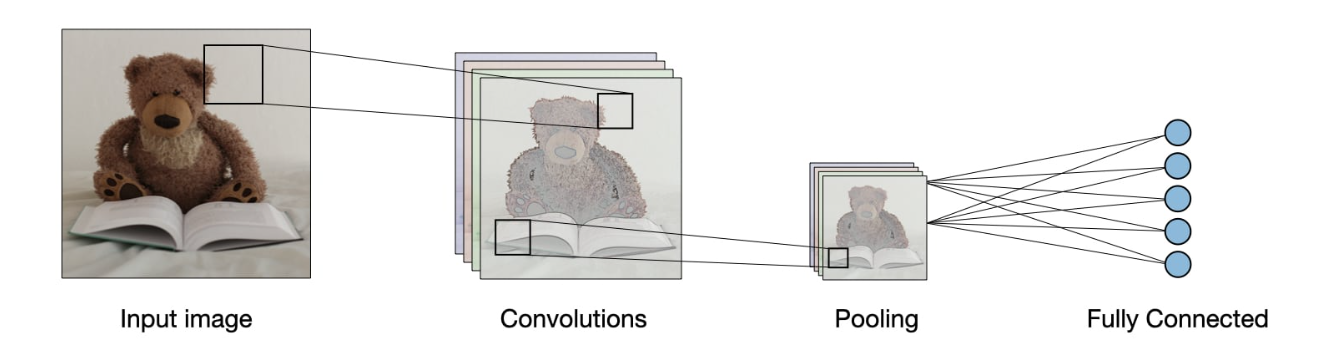 Input image
Convolutions
Pooling
Fully Connected